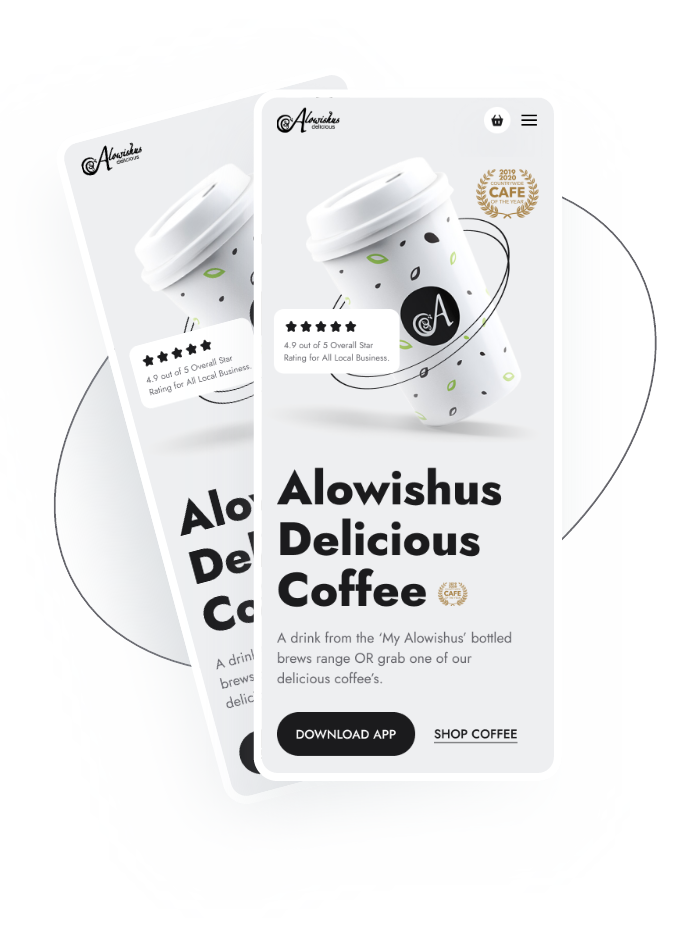 Alowishus
delicious
Alowishus
delicious
2019
2020
COUNTRYWIDE
CAFE
OF THE YEAR
A
4.9 out of 5 Overall Star
Rating for All Local Business.
4.9 out of 5 Overall Star
Rating for All Local Business.
Alowishus
Delicious
Coffee
CAFE
A drink from the ‘My Alowishus’ bottled
brews range OR grab one of our
delicious coffee’s.
DOWNLOAD APP
SHOP COFFEE
Alo
Del
Co
A drin
brews
delic